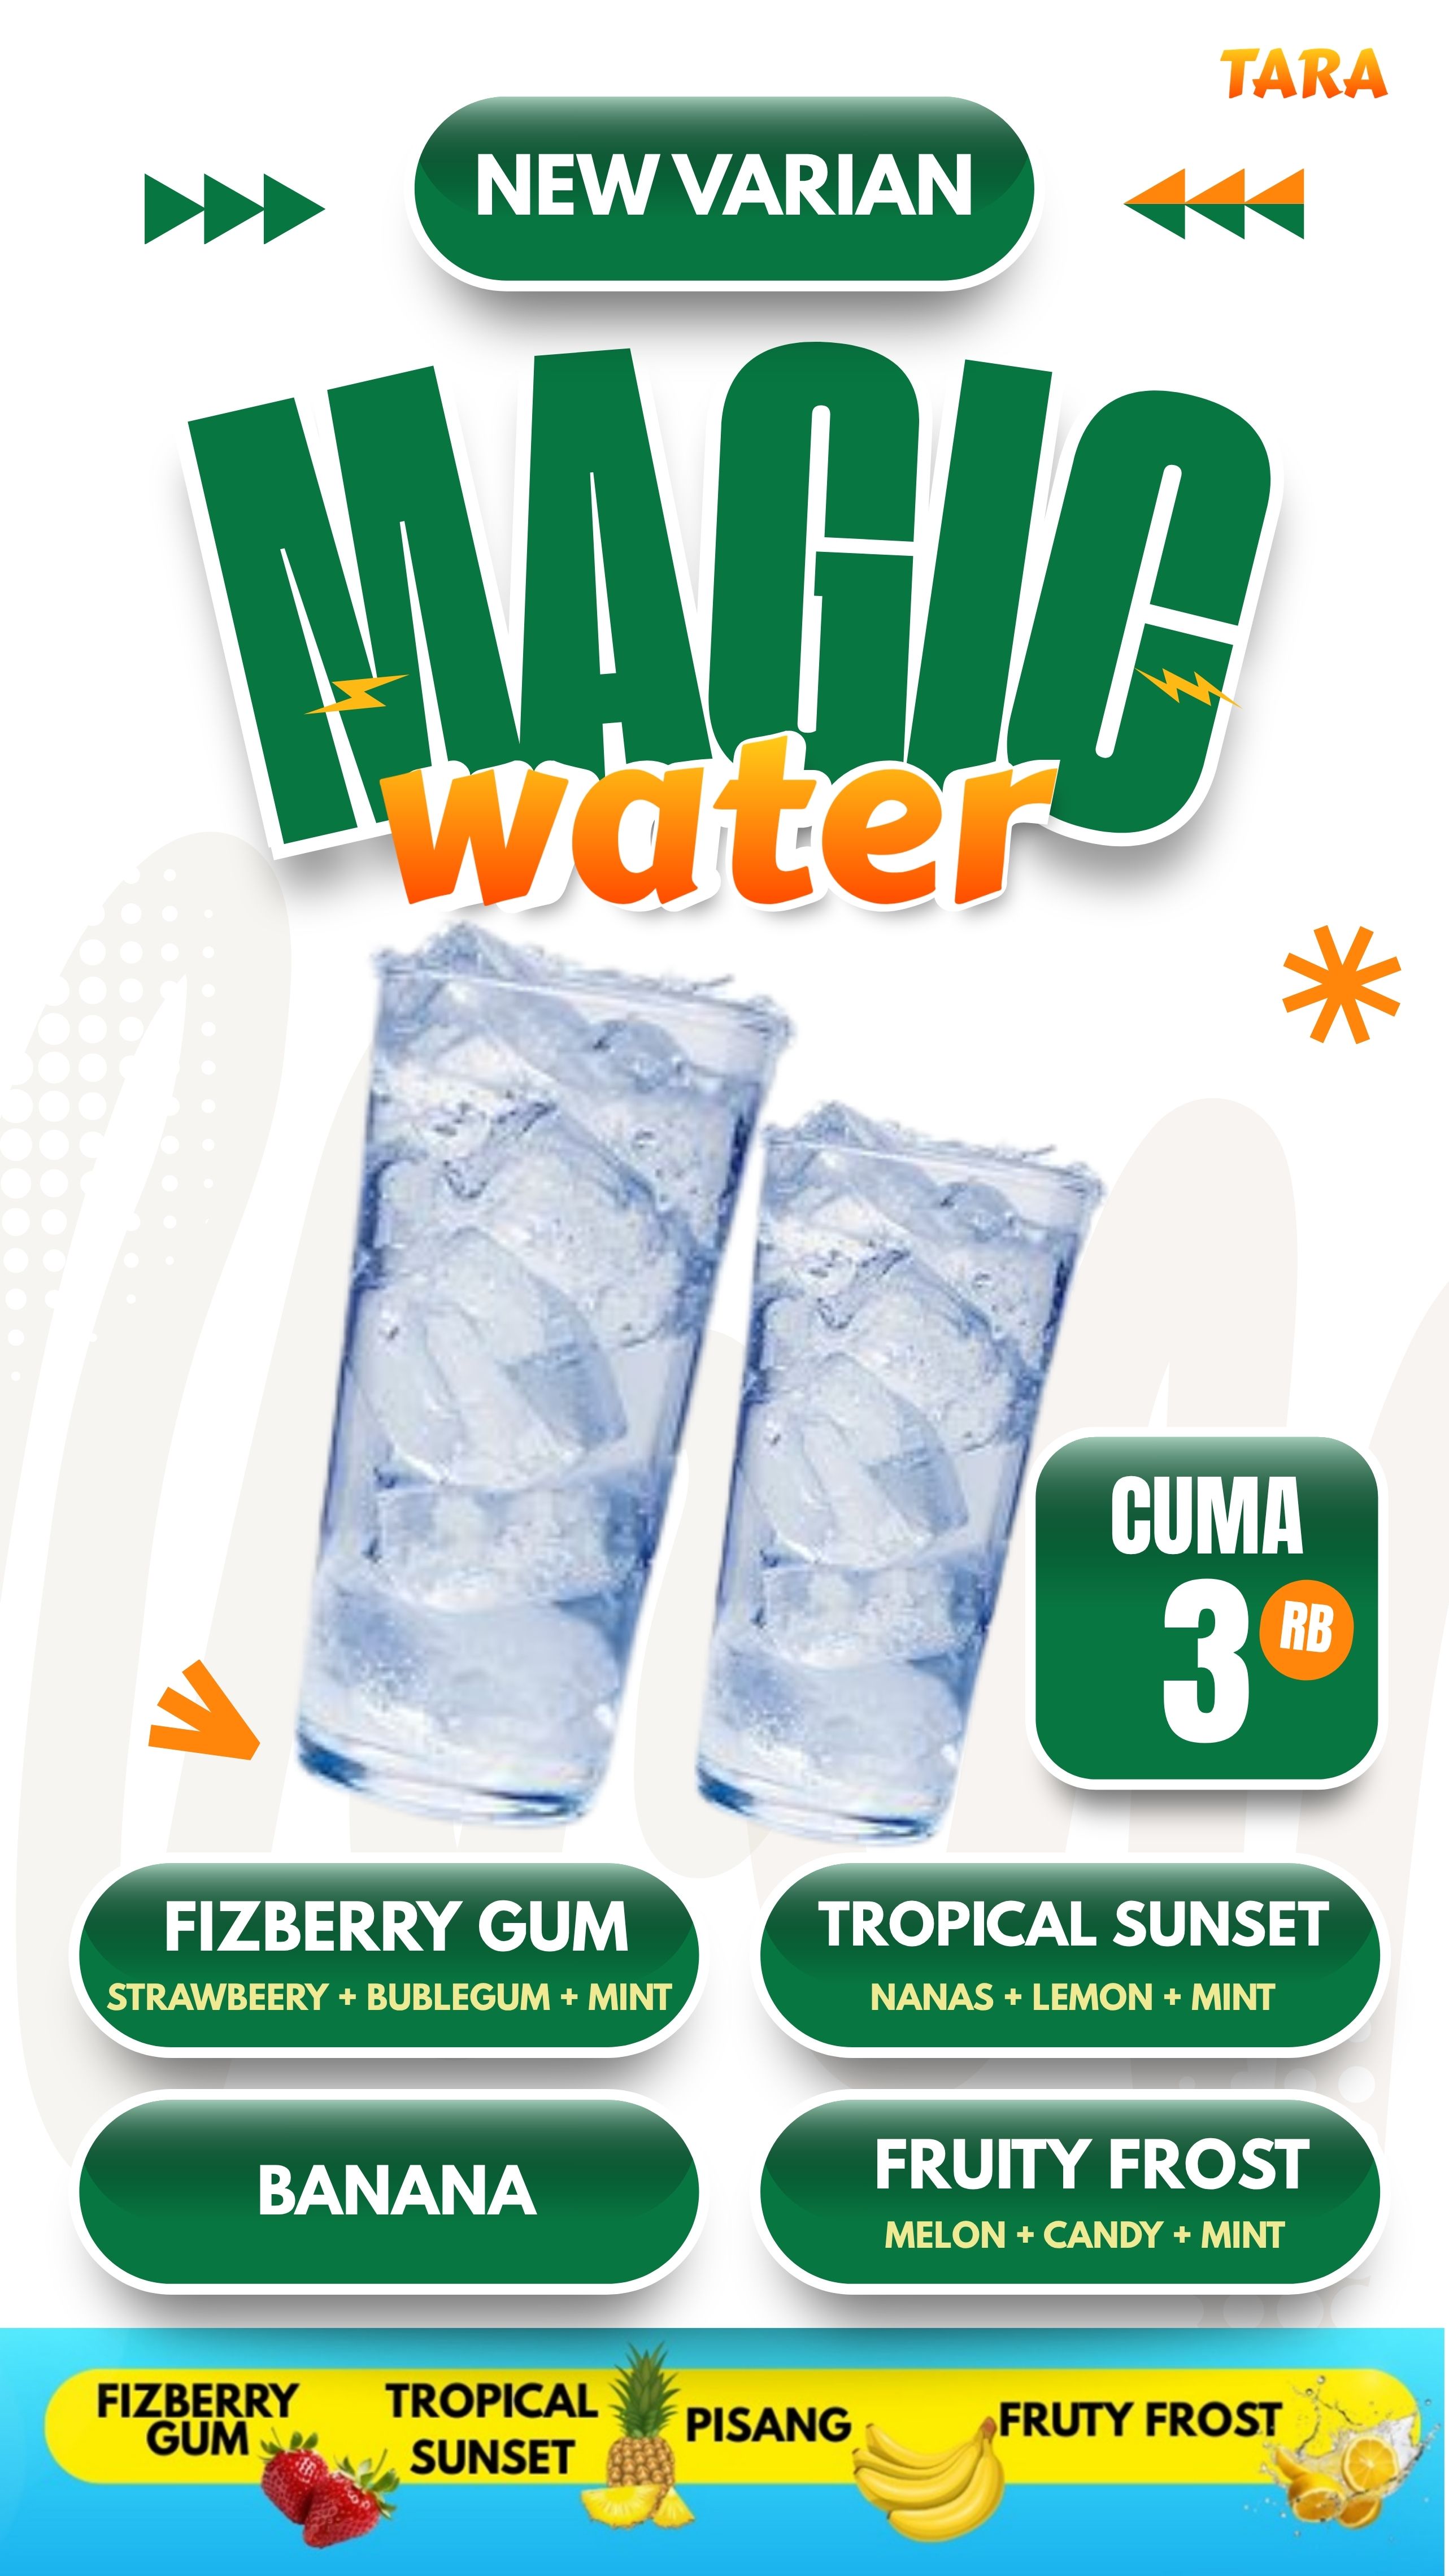 TARA
NEW VARIAN
MAGIC
water
CUMA
3 RB
FIZBERRY GUM
STRAWBEERY + BUBLEGUM + MINT
TROPICAL SUNSET
NANAS + LEMON + MINT
BANANA
FRUITY FROST
MELON + CANDY + MINT
FIZBERRY
GUM
TROPICAL
SUNSET
PISANG
FRUTY FROST